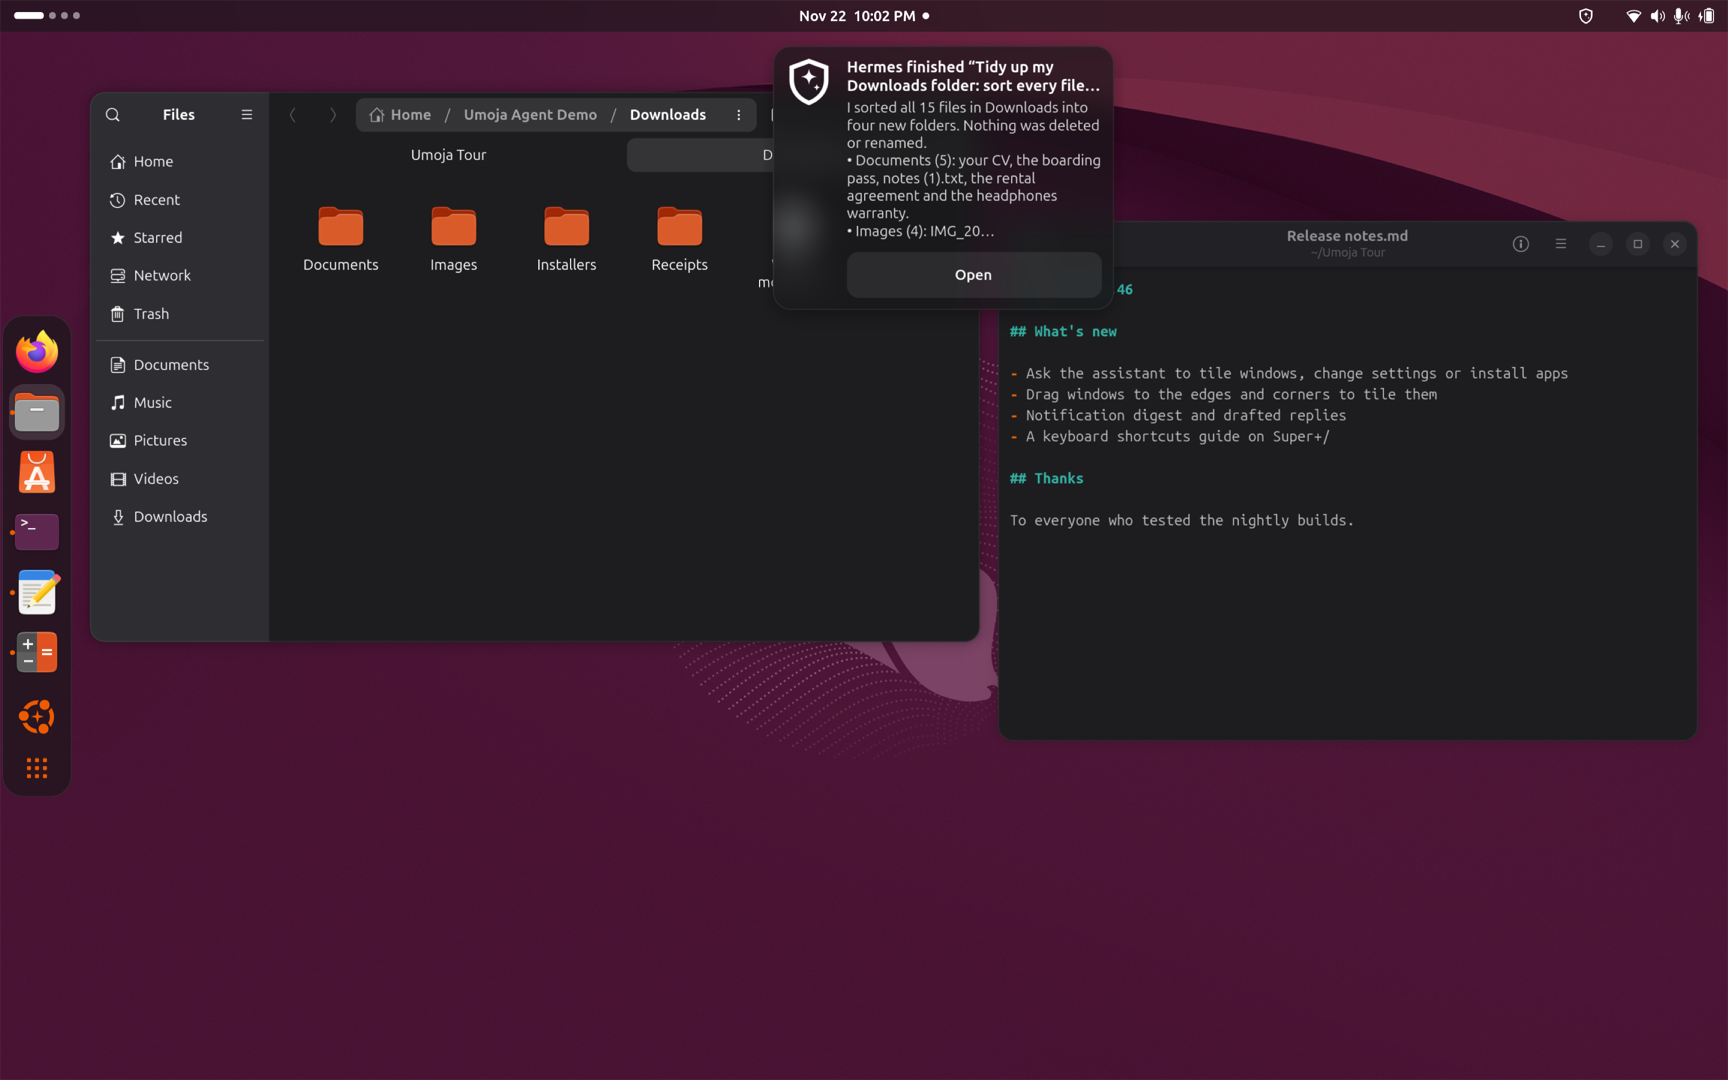 Nov 22 10:02 PM
Files
Home / Umoja Agent Demo / Downloads
Umoja Tour
Home
Recent
Starred
Network
Trash
Documents
Music
Pictures
Videos
Downloads
Documents
Images
Installers
Receipts
Hermes finished “Tidy up my
Downloads folder: sort every file…
I sorted all 15 files in Downloads into
four new folders. Nothing was deleted
or renamed.
• Documents (5): your CV, the boarding
pass, notes (1).txt, the rental
agreement and the headphones
warranty.
• Images (4): IMG_20…
Open
Release notes.md
~/Umoja Tour
46
## What's new
- Ask the assistant to tile windows, change settings or install apps
- Drag windows to the edges and corners to tile them
- Notification digest and drafted replies
- A keyboard shortcuts guide on Super+/
## Thanks
To everyone who tested the nightly builds.